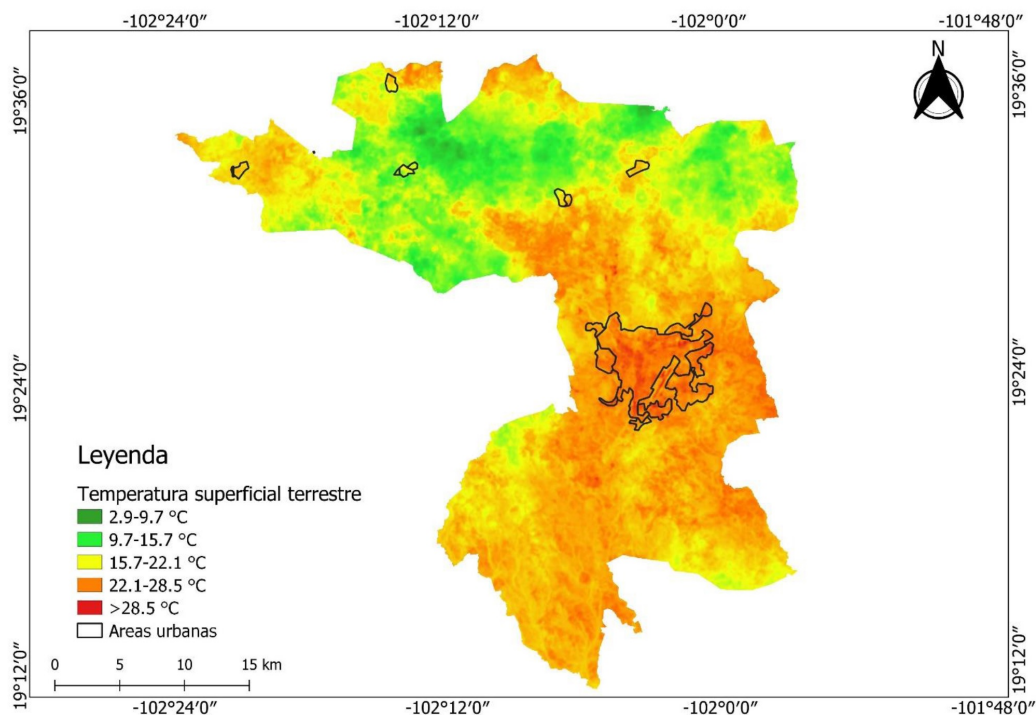 -102°24'0" -102°12'0" -102°0'0" -101°48'0"
N
19°36'0" 19°36'0"
19°24'0" 19°24'0"
Leyenda
Temperatura superficial terrestre
2.9-9.7 °C
9.7-15.7 °C
15.7-22.1 °C
22.1-28.5 °C
>28.5 °C
Areas urbanas
0 5 10 15 km
19°12'0" 19°12'0"
-102°24'0" -102°12'0" -102°0'0" -101°48'0"